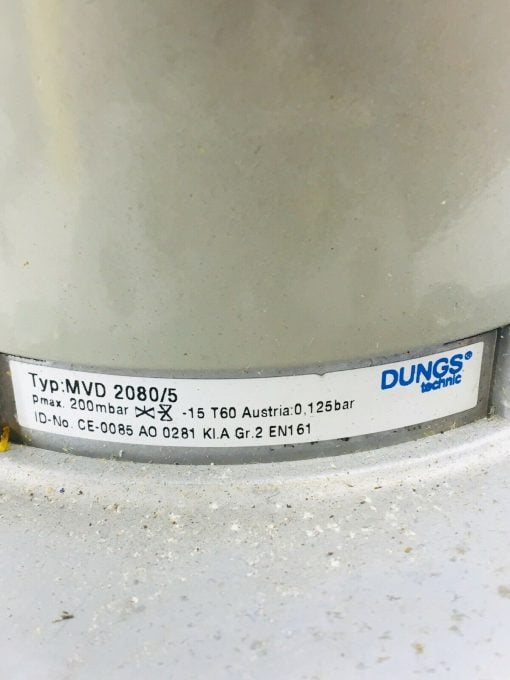 Typ:MVD 2080/5
Pmax. 200mbar -15 T60 Austria:0,125bar
ID-No. CE-0085 AO 0281 Kl.A Gr.2 EN161
DUNGS®
technic